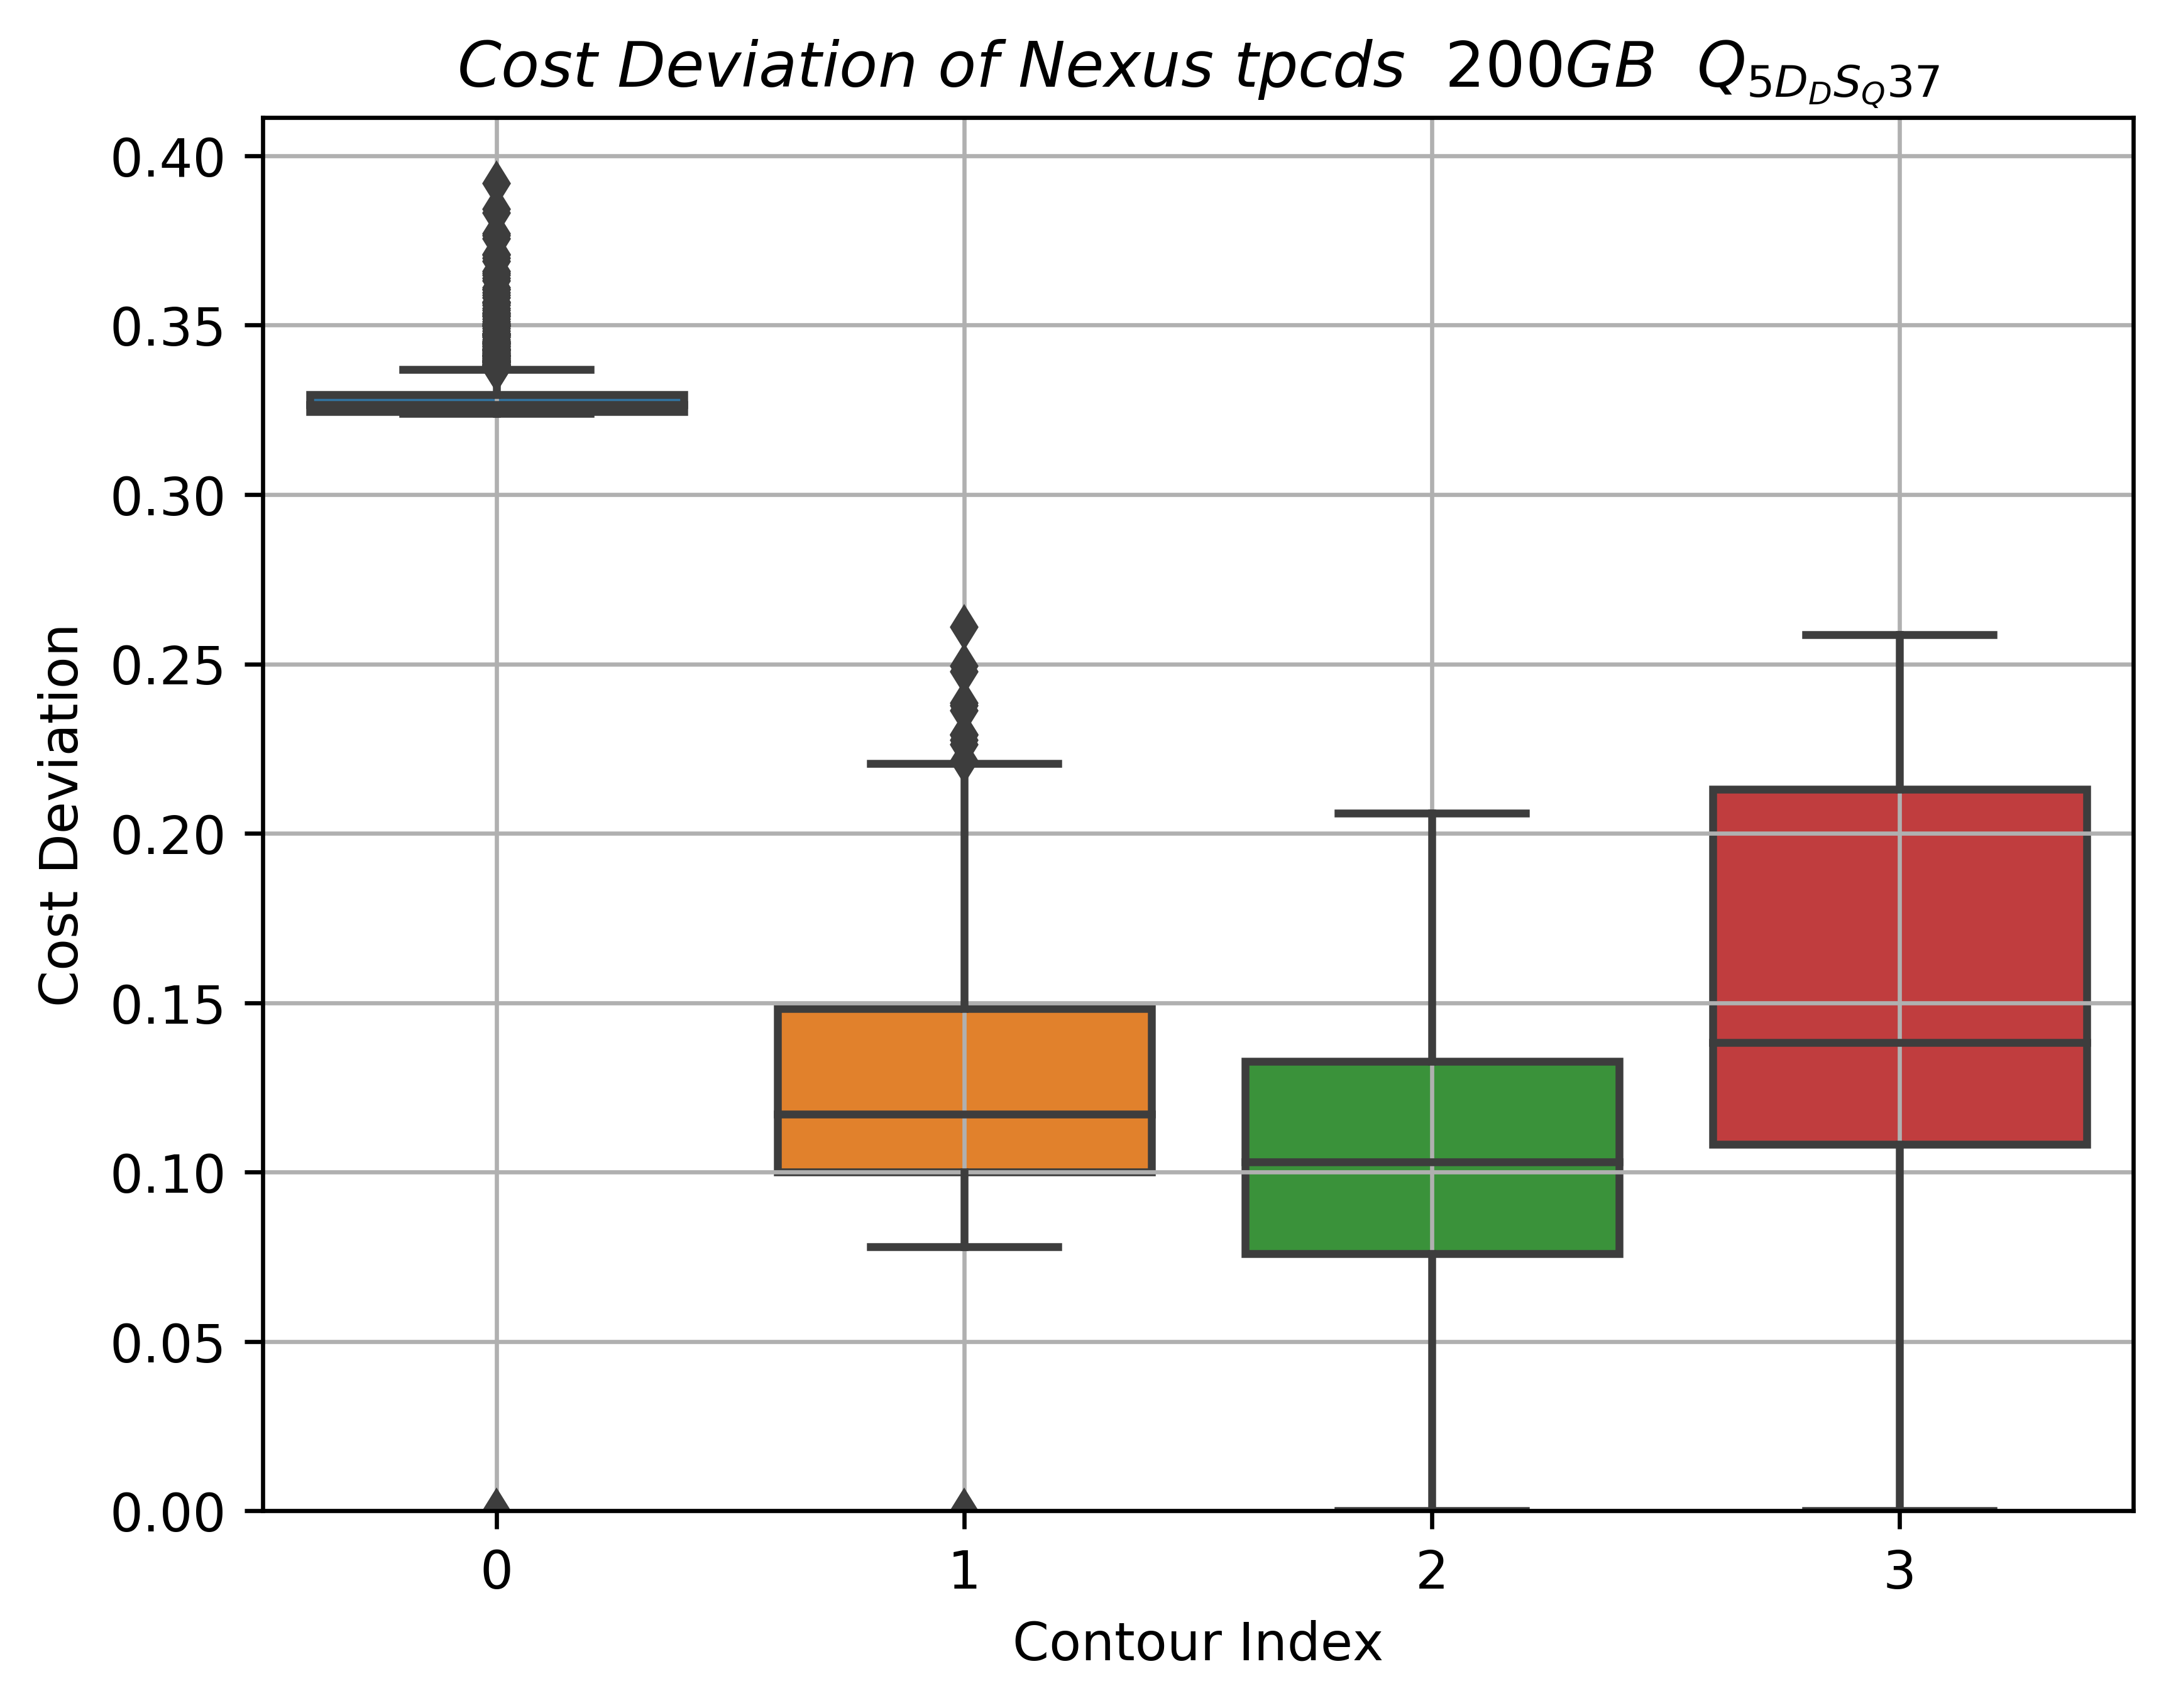 Cost Deviation of Nexus tpcds 200GB Q5DDSQ37
0.40
0.35
0.30
0.25
0.20
0.15
0.10
0.05
0.00
Cost Deviation
0 1 2 3
Contour Index